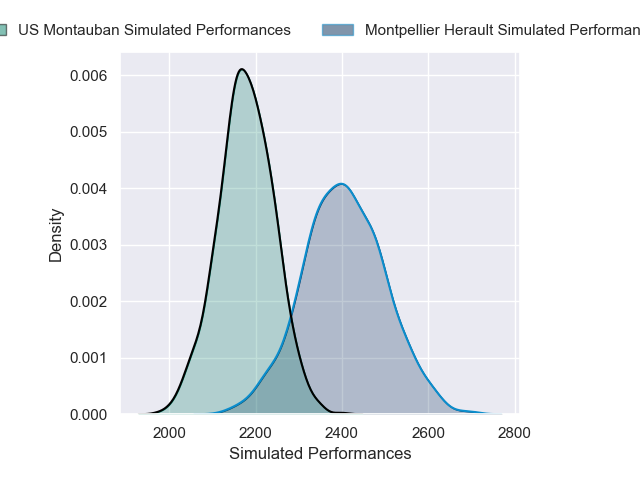 US Montauban Simulated Performances Montpellier Herault Simulated Performan
0.006
0.005
0.004
0.003
0.002
0.001
0.000
Density
2000 2200 2400 2600 2800
Simulated Performances